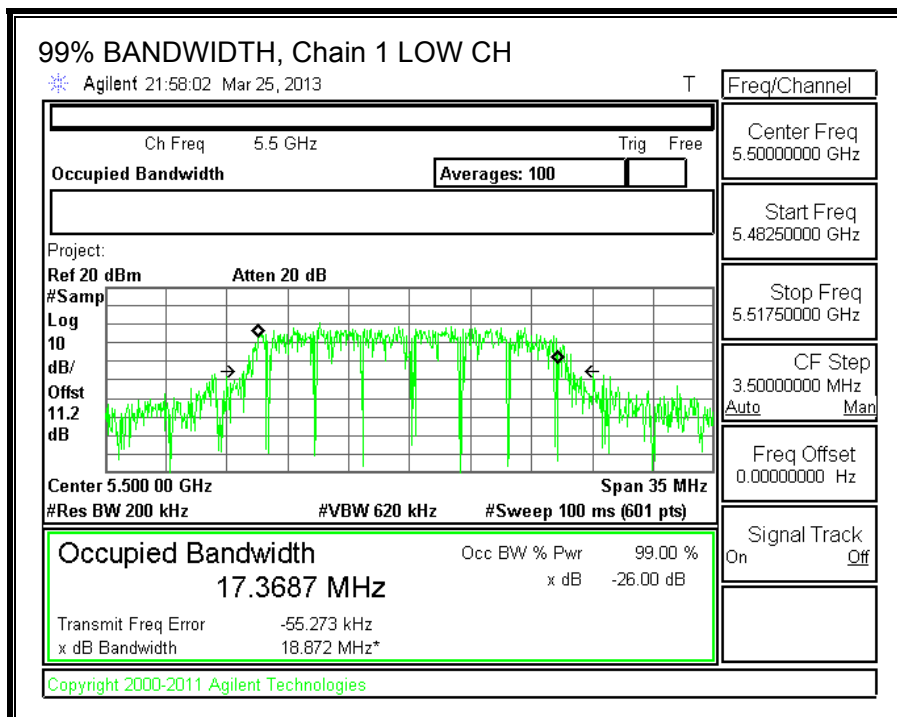 99% BANDWIDTH, Chain 1 LOW CH
Agilent 21:58:02 Mar 25, 2013 T
Freq/Channel
Ch Freq 5.5 GHz Trig Free
Occupied Bandwidth Averages: 100
Center Freq
5.50000000 GHz
Start Freq
5.48250000 GHz
Stop Freq
5.51750000 GHz
CF Step
3.50000000 MHz
Auto Man
Freq Offset
0.00000000 Hz
Signal Track
On Off
Project:
Ref 20 dBm Atten 20 dB
#Samp
Log
10
dB/
Offst
11.2
dB
Center 5.500 00 GHz Span 35 MHz
#Res BW 200 kHz #VBW 620 kHz #Sweep 100 ms (601 pts)
Occupied Bandwidth
17.3687 MHz
Occ BW % Pwr 99.00 %
x dB -26.00 dB
Transmit Freq Error -55.273 kHz
x dB Bandwidth 18.872 MHz*
Copyright 2000-2011 Agilent Technologies